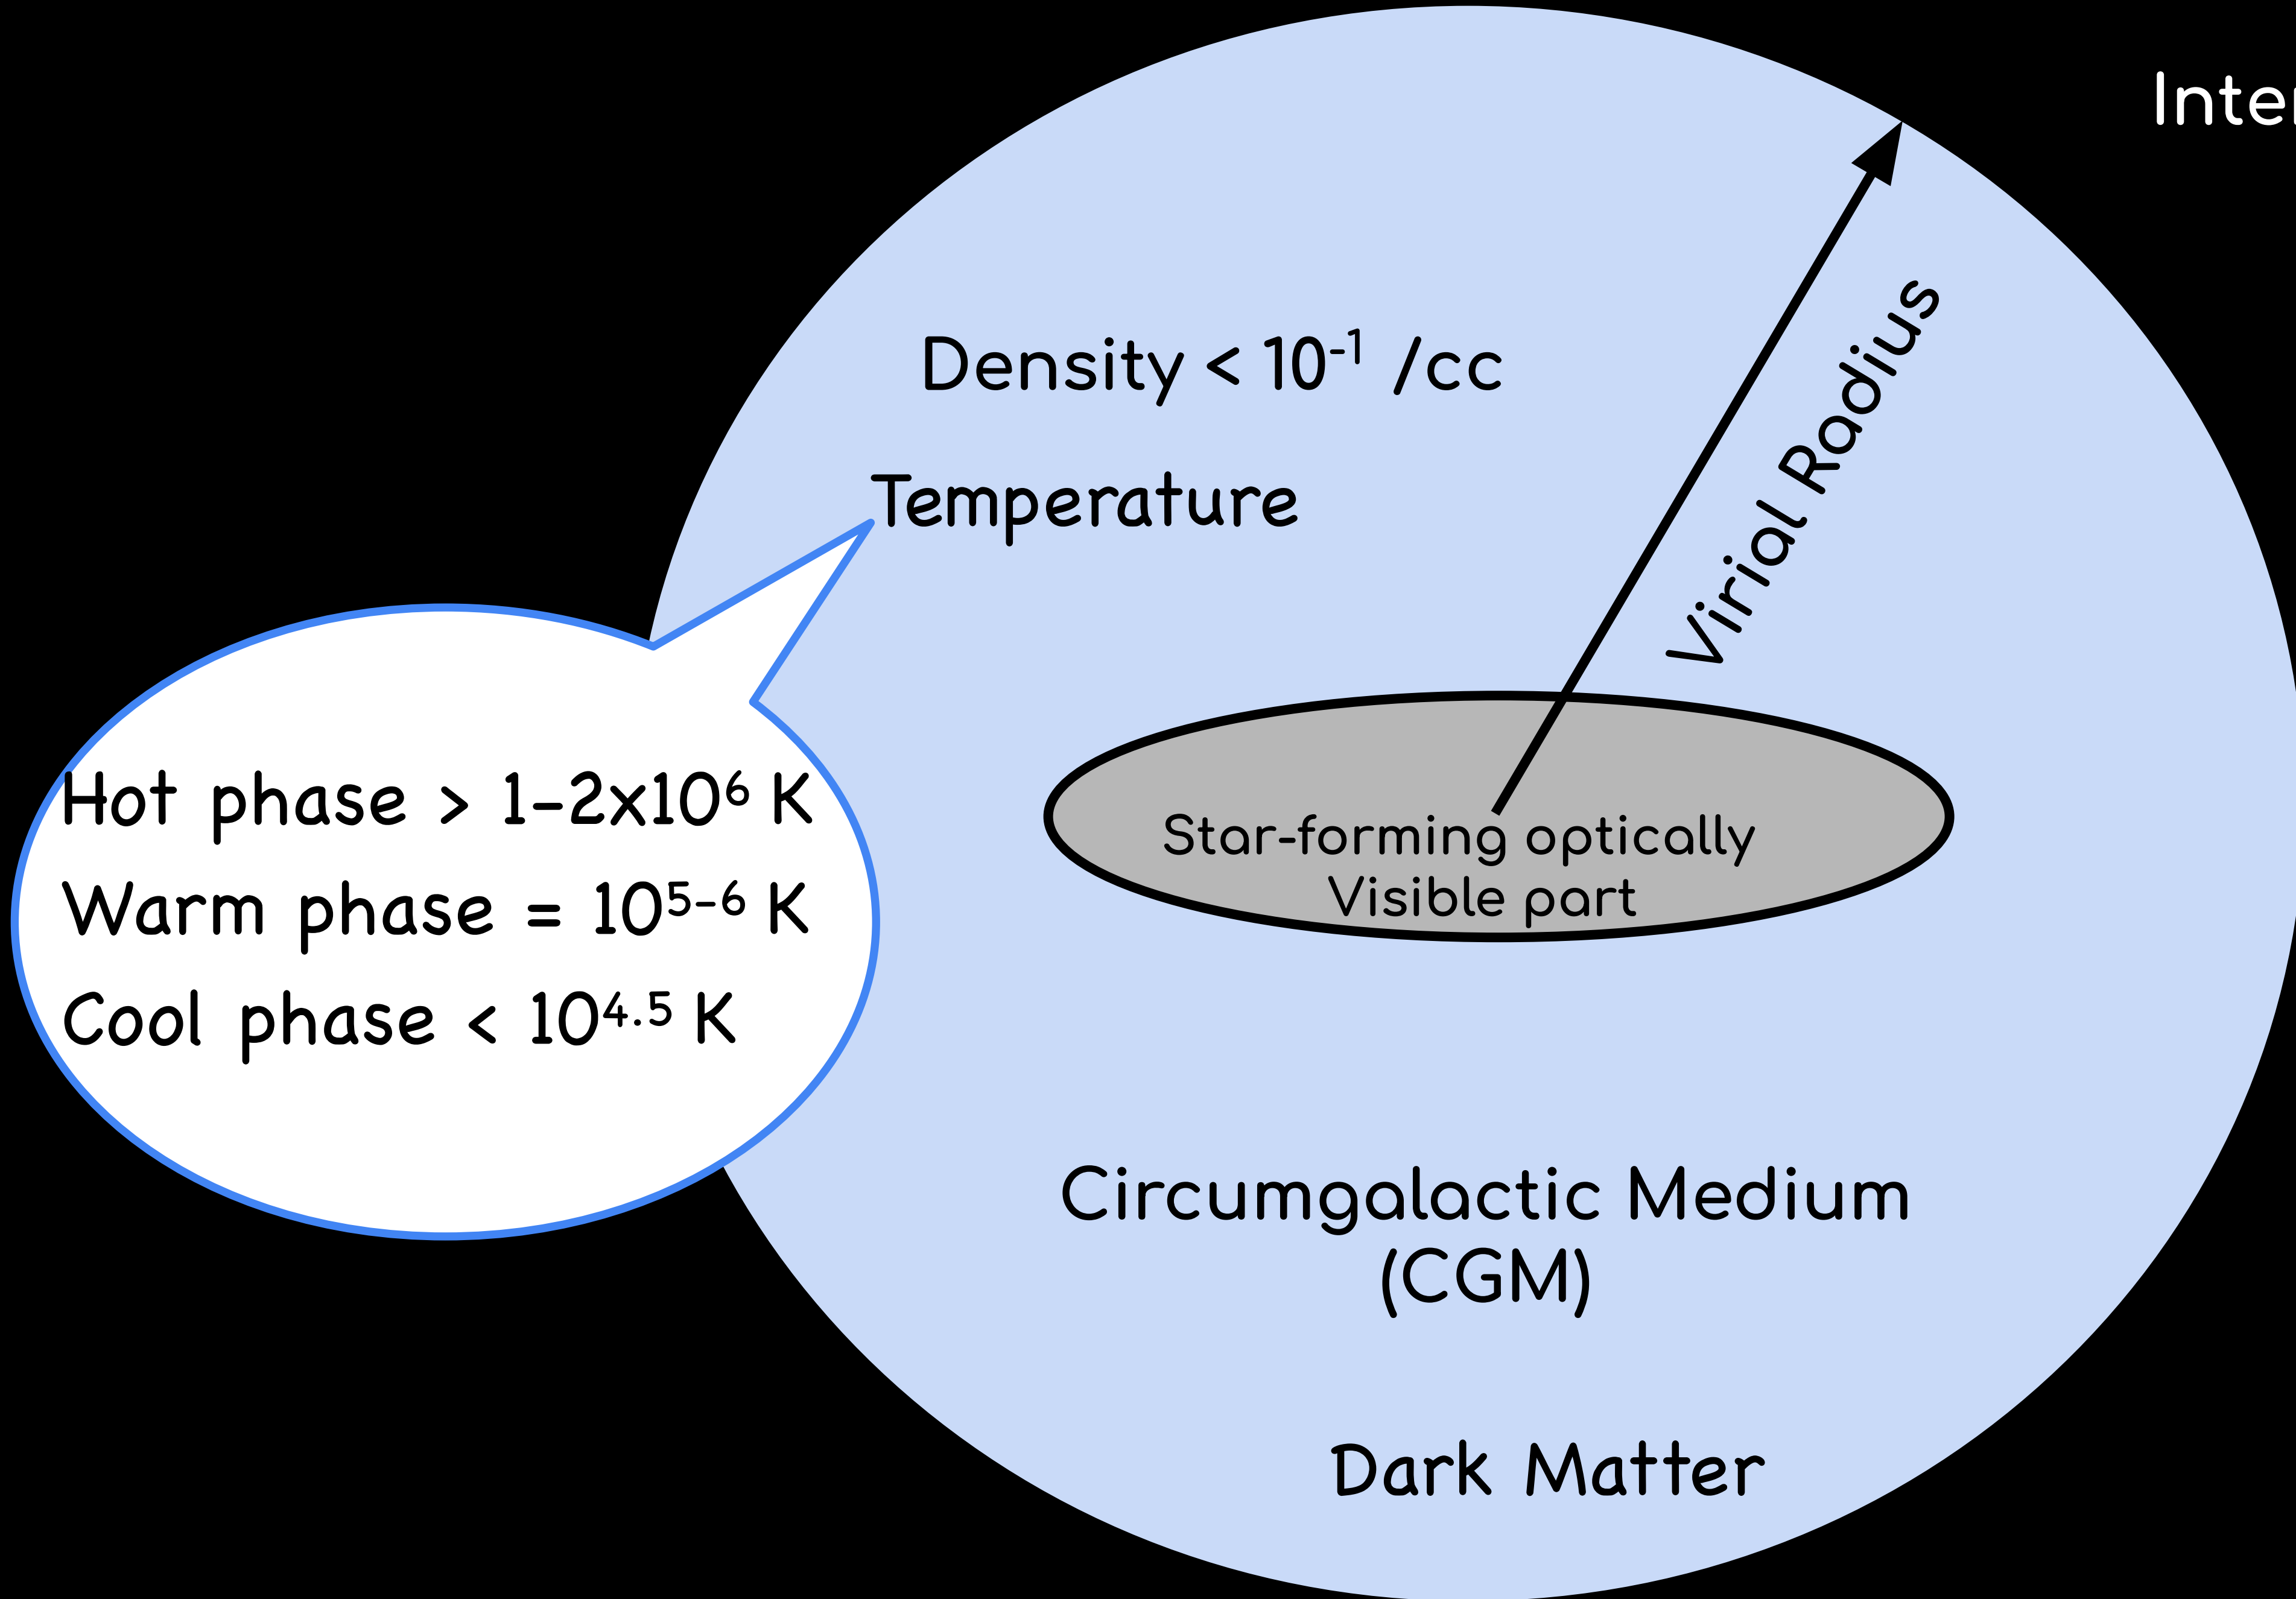 Density < 10⁻¹ /cc
Temperature
Virial Radius
Hot phase > 1-2x10⁶ K
Warm phase = 10⁵⁻⁶ K
Cool phase < 10⁴·⁵ K
Star-forming optically
Visible part
Circumgalactic Medium
(CGM)
Dark Matter